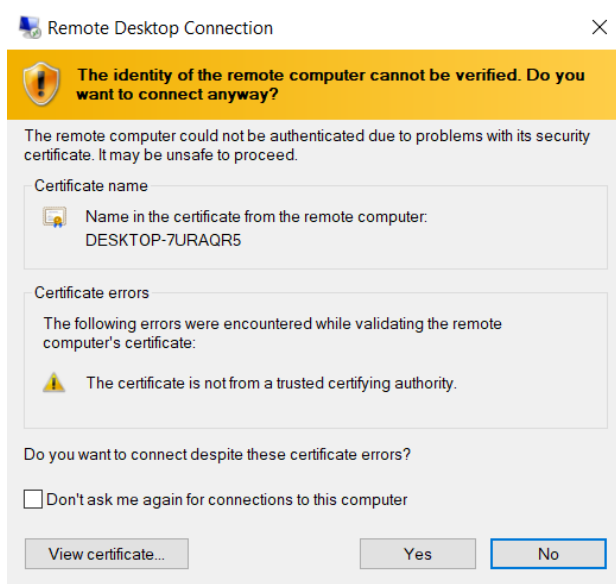 Remote Desktop Connection
The identity of the remote computer cannot be verified. Do you
want to connect anyway?
The remote computer could not be authenticated due to problems with its security
certificate. It may be unsafe to proceed.
Certificate name
Name in the certificate from the remote computer:
DESKTOP-7URAQR5
Certificate errors
The following errors were encountered while validating the remote
computer's certificate:
The certificate is not from a trusted certifying authority.
Do you want to connect despite these certificate errors?
Don't ask me again for connections to this computer
View certificate... Yes No